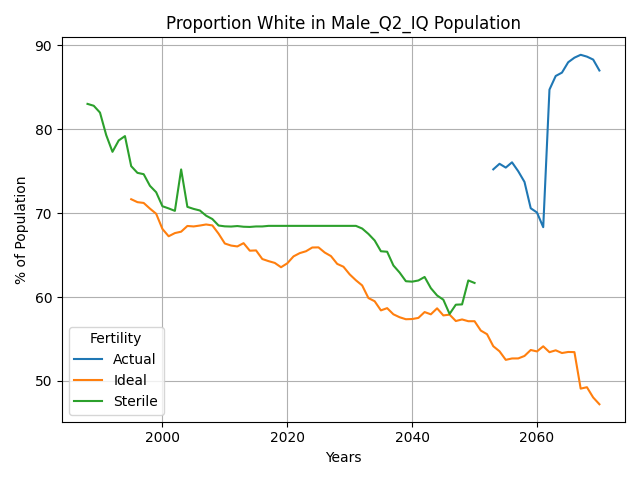 Proportion White in Male_Q2_IQ Population
% of Population
90
80
70
60
50
Fertility
Actual
Ideal
Sterile
2000
2020
2040
2060
Years